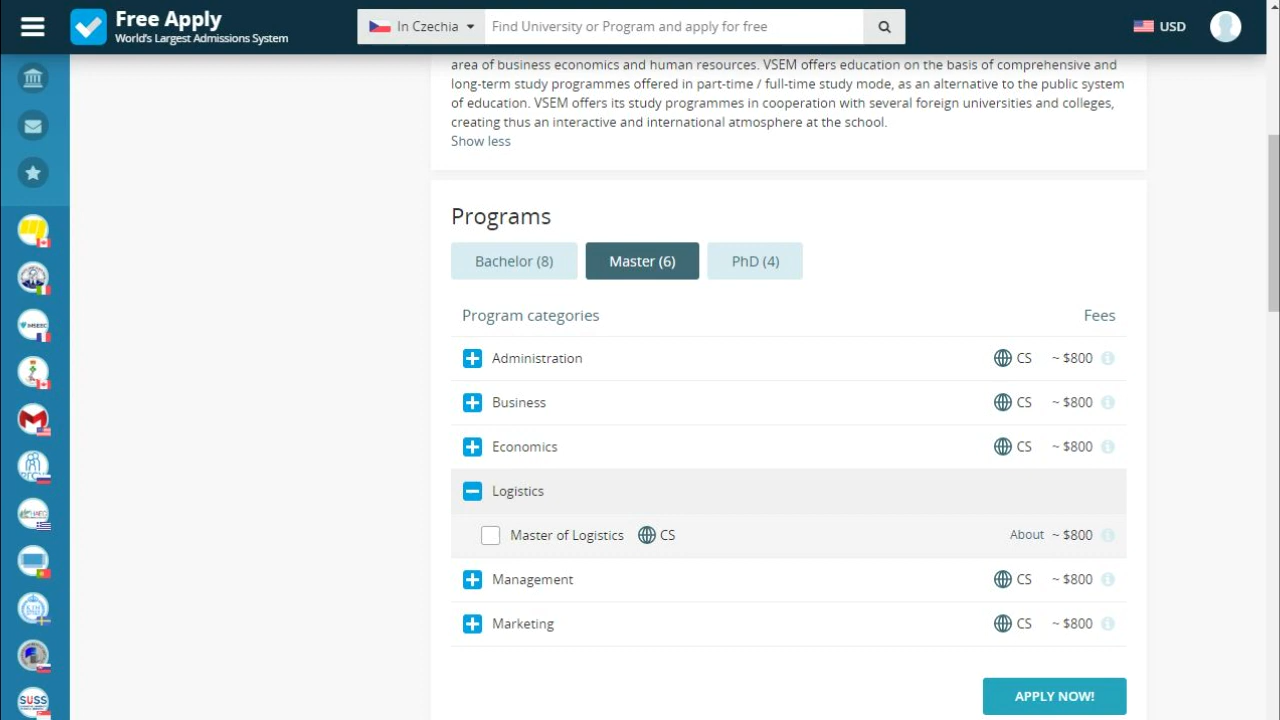 Free Apply
World's Largest Admissions System
In Czechia
Find University or Program and apply for free
USD
area of business economics and human resources. VSEM offers education on the basis of comprehensive and
long-term study programmes offered in part-time / full-time study mode, as an alternative to the public system
of education. VSEM offers its study programmes in cooperation with several foreign universities and colleges,
creating thus an interactive and international atmosphere at the school.
Show less
Programs
Bachelor (8) Master (6) PhD (4)
Program categories Fees
Administration CS ~ $800
Business CS ~ $800
Economics CS ~ $800
Logistics
Master of Logistics CS About ~ $800
Management CS ~ $800
Marketing CS ~ $800
APPLY NOW!
SUSS